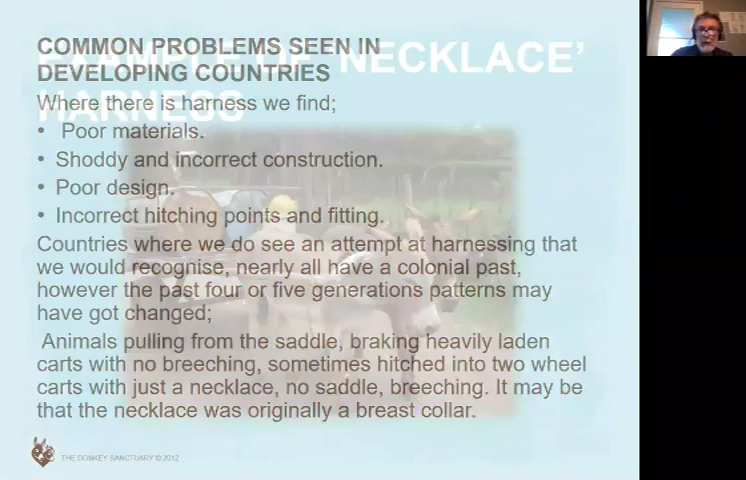 COMMON PROBLEMS SEEN IN
DEVELOPING COUNTRIES
EXAMPLE OF 'NECKLACE'
HARNESS
Where there is harness we find;
• Poor materials.
• Shoddy and incorrect construction.
• Poor design.
• Incorrect hitching points and fitting.
Countries where we do see an attempt at harnessing that
we would recognise, nearly all have a colonial past,
however the past four or five generations patterns may
have got changed;
Animals pulling from the saddle, braking heavily laden
carts with no breeching, sometimes hitched into two wheel
carts with just a necklace, no saddle, breeching. It may be
that the necklace was originally a breast collar.
THE DONKEY SANCTUARY © 2012